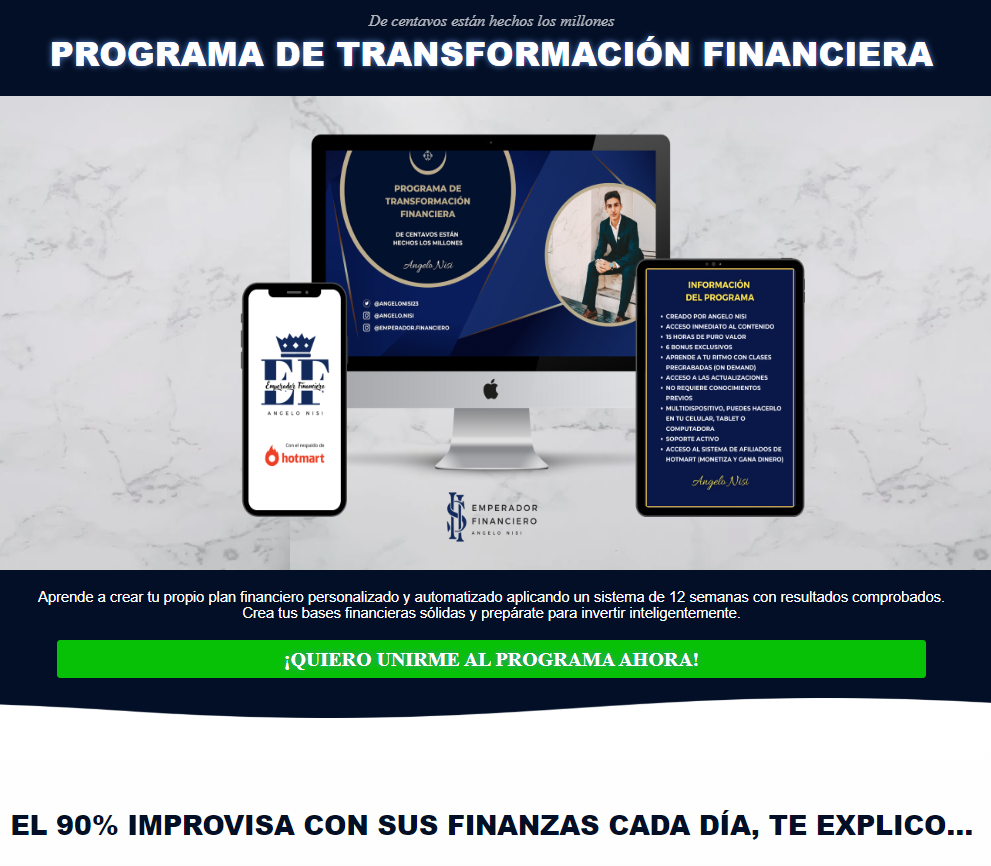 De centavos están hechos los millones
PROGRAMA DE TRANSFORMACIÓN FINANCIERA
PROGRAMA DE
TRANSFORMACIÓN
FINANCIERA
DE CENTAVOS ESTÁN
HECHOS LOS MILLONES
Angelo Nisi
@ANGELONISI23
@ANGELO.NISI
@EMPERADOR.FINANCIERO
EF
Emperador Financiero
ANGELO NISI
Con el respaldo de
hotmart
INFORMACIÓN
DEL PROGRAMA
• CREADO POR ANGELO NISI
• ACCESO INMEDIATO AL CONTENIDO
• 15 HORAS DE PURO VALOR
• 6 BONUS EXCLUSIVOS
• APRENDE A TU RITMO CON CLASES
PREGRABADAS (ON DEMAND)
• ACCESO A LAS ACTUALIZACIONES
• NO REQUIERE CONOCIMIENTOS
PREVIOS
• MULTIDISPOSITIVO, PUEDES HACERLO
EN TU CELULAR, TABLET O
COMPUTADORA
• SOPORTE ACTIVO
• ACCESO AL SISTEMA DE AFILIADOS DE
HOTMART (MONETIZA Y GANA DINERO)
Angelo Nisi
EMPERADOR
FINANCIERO
ANGELO NISI
Aprende a crear tu propio plan financiero personalizado y automatizado aplicando un sistema de 12 semanas con resultados comprobados.
Crea tus bases financieras sólidas y prepárate para invertir inteligentemente.
¡QUIERO UNIRME AL PROGRAMA AHORA!
EL 90% IMPROVISA CON SUS FINANZAS CADA DÍA, TE EXPLICO...